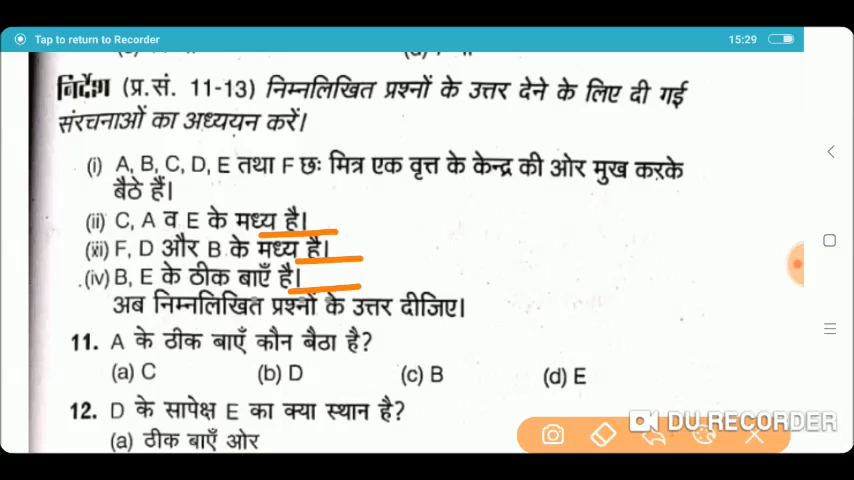 Tap to return to Recorder
15:29
निर्देश (प्र.सं. 11-13) निम्नलिखित प्रश्नों के उत्तर देने के लिए दी गई
संरचनाओं का अध्ययन करें।
(i) A, B, C, D, E तथा F छः मित्र एक वृत्त के केन्द्र की ओर मुख करके
बैठे हैं।
(ii) C, A व E के मध्य है।
(iii) F, D और B के मध्य है।
(iv) B, E के ठीक बाएँ है।
अब निम्नलिखित प्रश्नों के उत्तर दीजिए।
11. A के ठीक बाएँ कौन बैठा है?
(a) C (b) D (c) B (d) E
12. D के सापेक्ष E का क्या स्थान है?
(a) ठीक बाएँ ओर
DU RECORDER